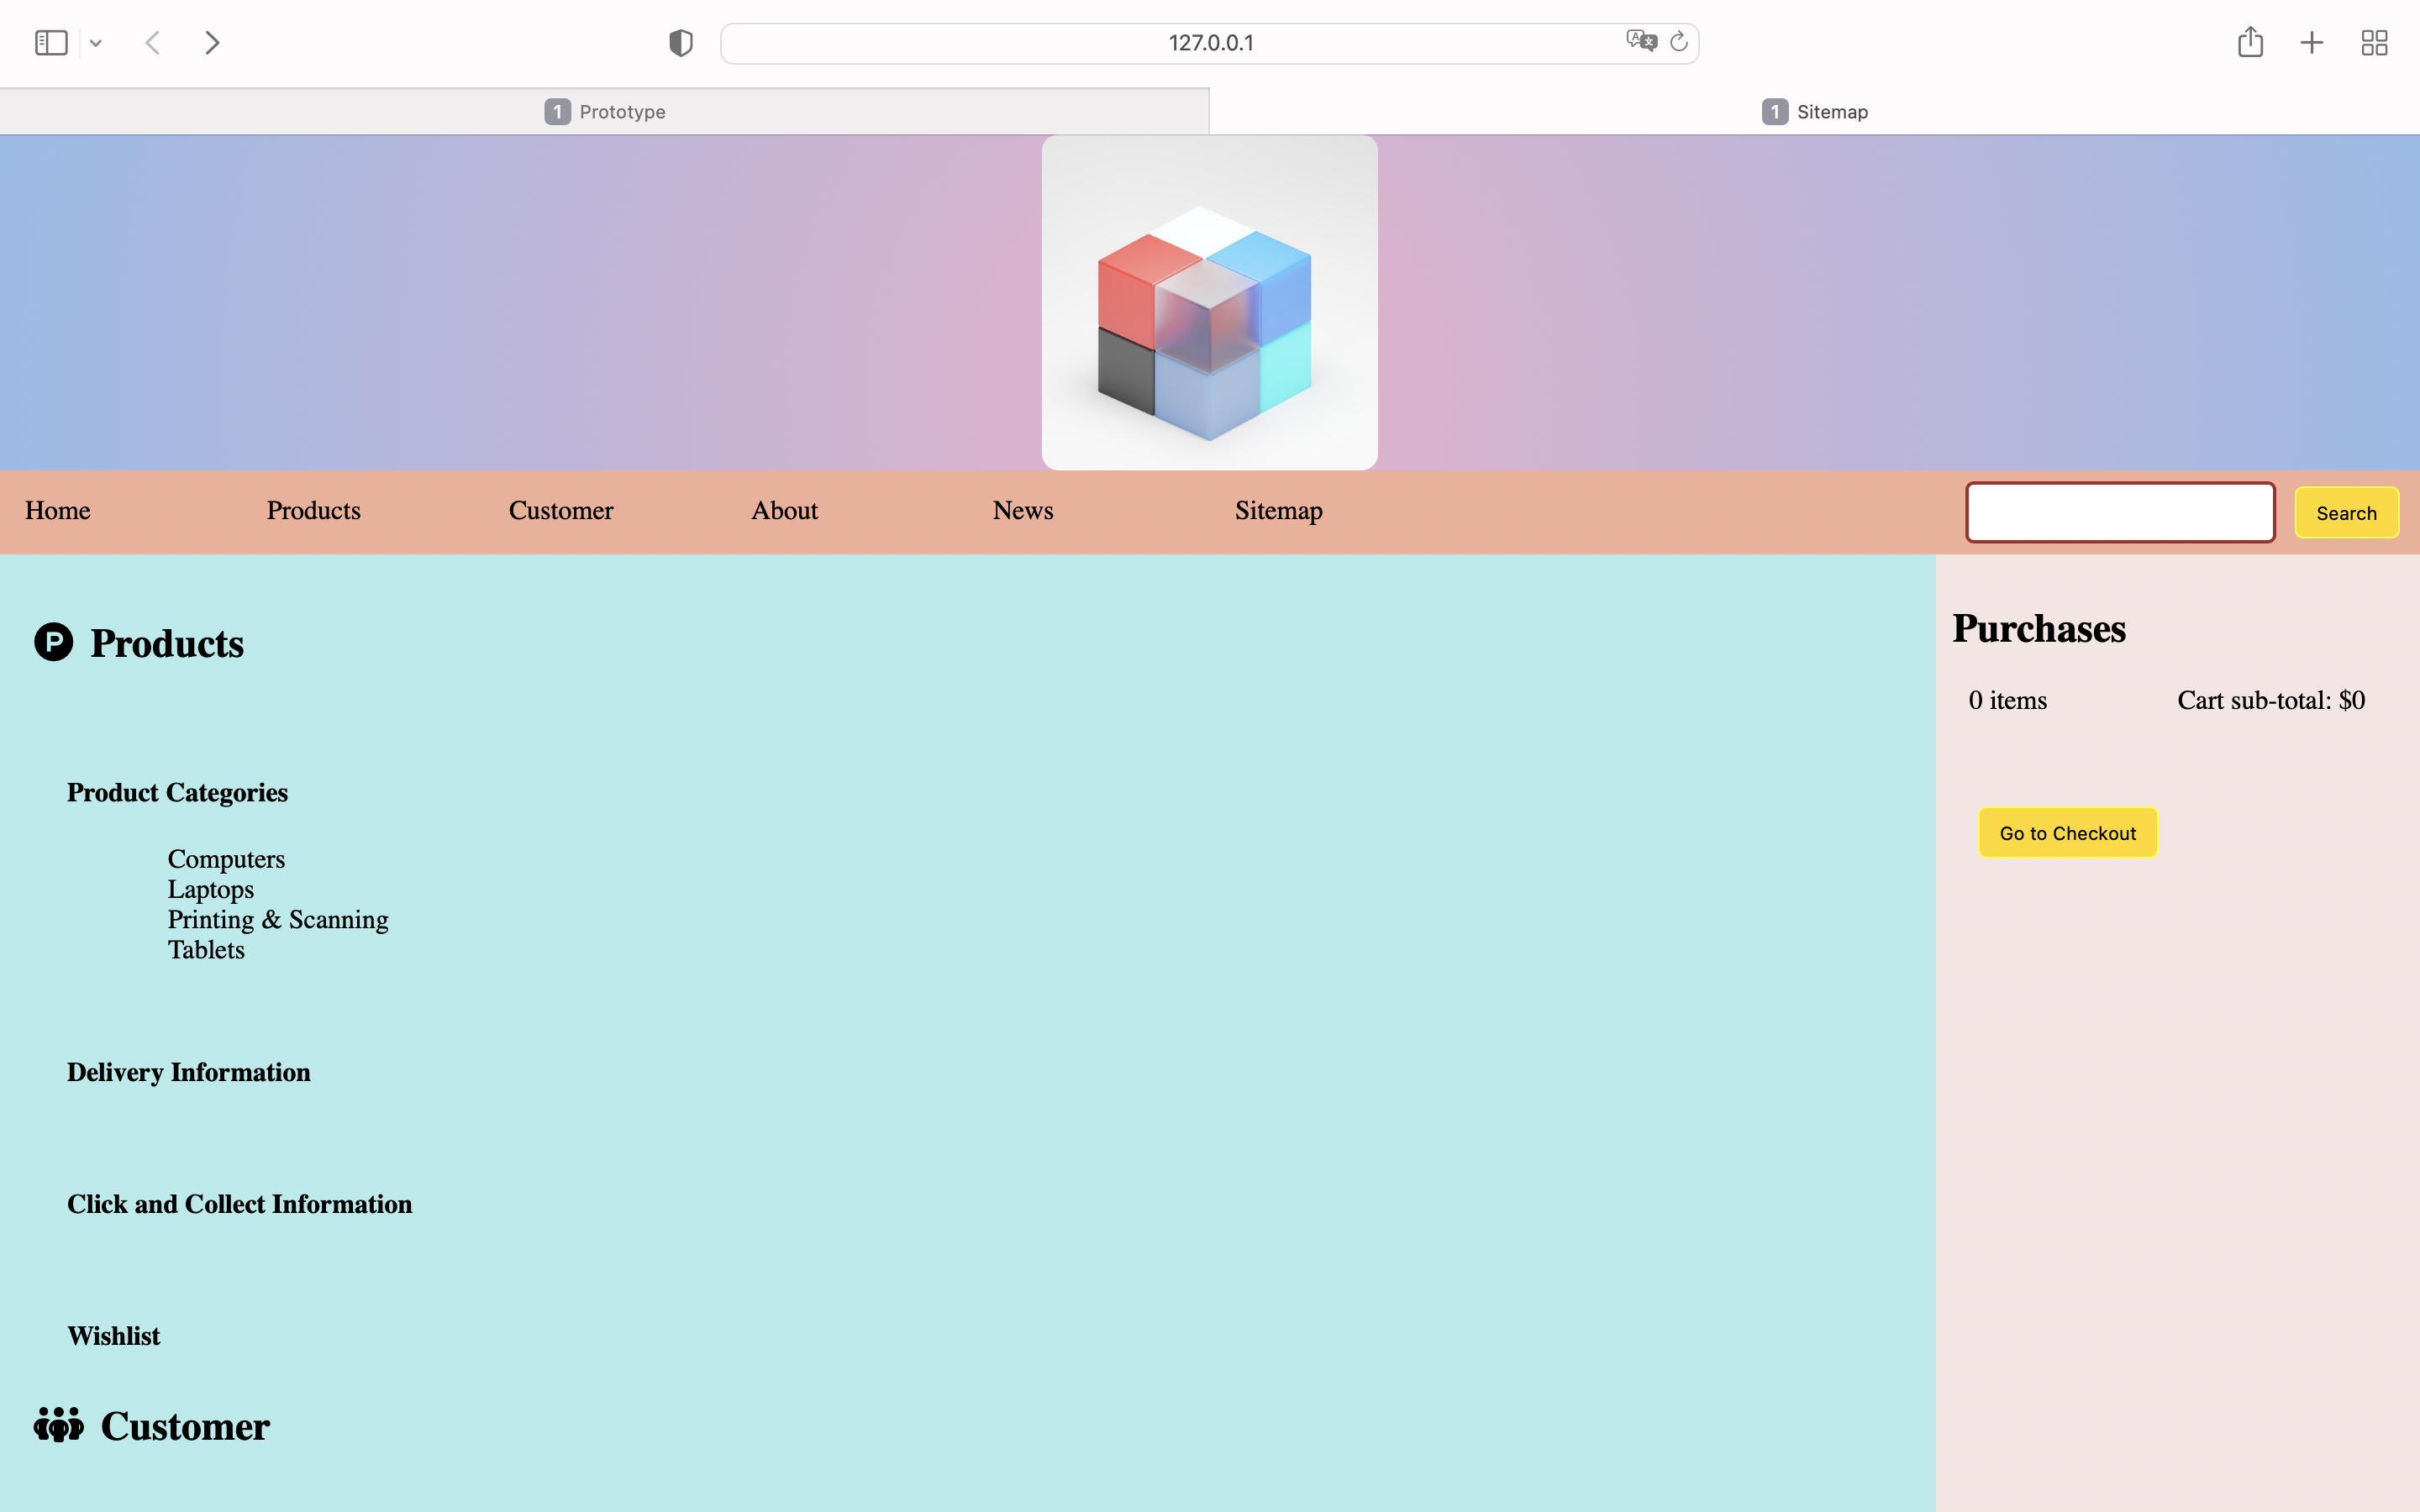 127.0.0.1
1 Prototype
1 Sitemap
Home Products Customer About News Sitemap Search
P Products
Product Categories
Computers
Laptops
Printing & Scanning
Tablets
Delivery Information
Click and Collect Information
Wishlist
Customer
Purchases
0 items Cart sub-total: $0
Go to Checkout